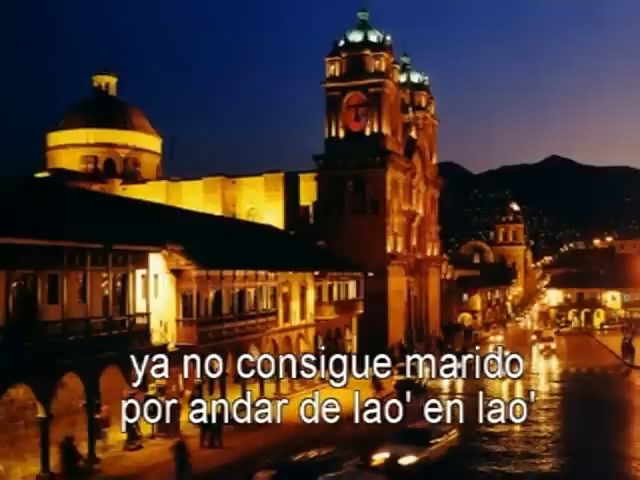 ya no consigue marido
por andar de lao' en lao'